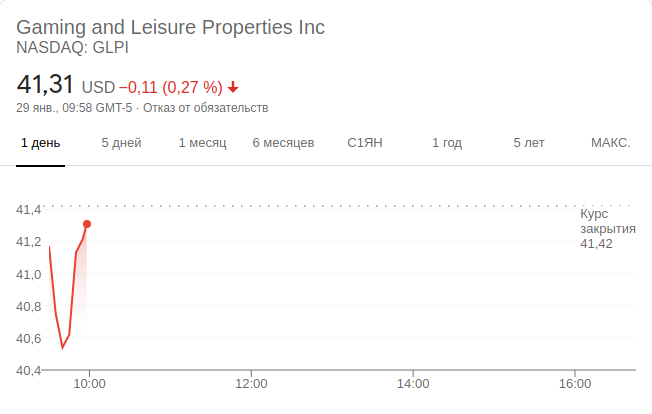 Gaming and Leisure Properties Inc
NASDAQ: GLPI
41,31 USD −0,11 (0,27 %)
29 янв., 09:58 GMT-5 · Отказ от обязательств
1 день 5 дней 1 месяц 6 месяцев С1ЯН 1 год 5 лет МАКС.
41,4
Курс
закрытия
41,42
41,2
41,0
40,8
40,6
40,4
10:00 12:00 14:00 16:00